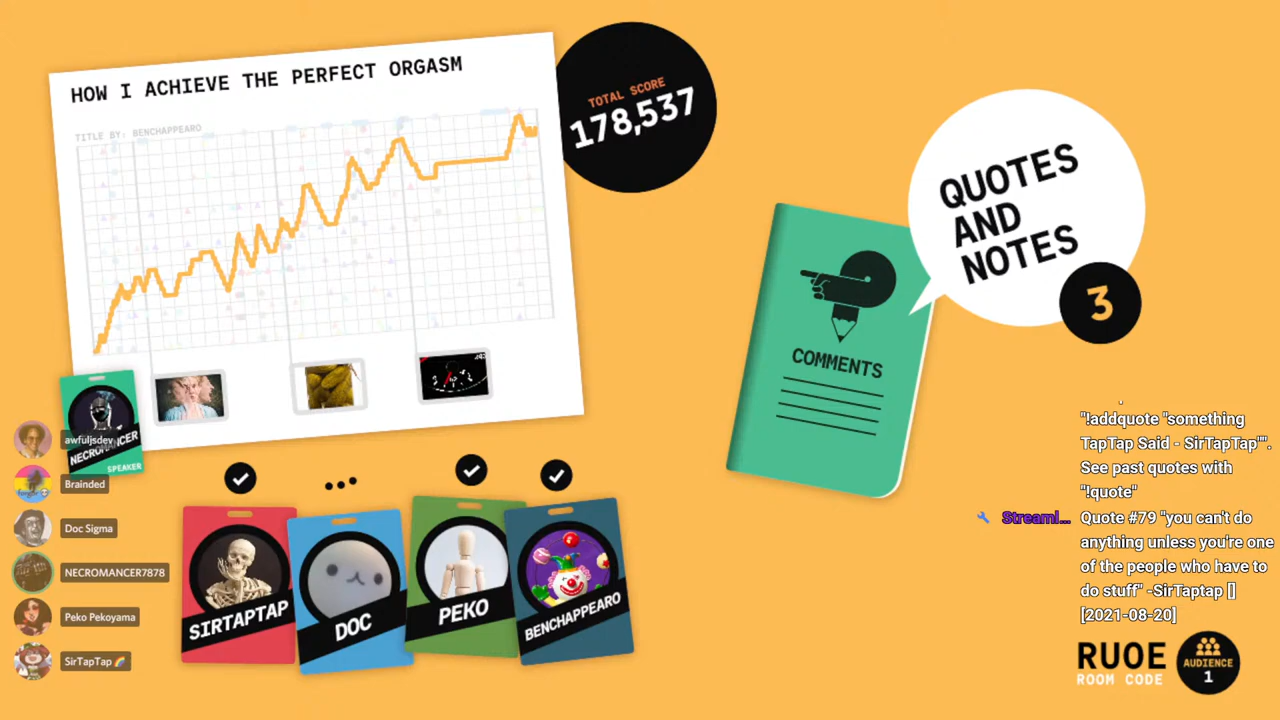 HOW I ACHIEVE THE PERFECT ORGASM
TITLE BY: BENCHAPPEARO
TOTAL SCORE
178,537
QUOTES
AND
NOTES
3
COMMENTS
NECROMANCER
SPEAKER
awfuljsdev
Brainded
Doc Sigma
NECROMANCER7878
Peko Pekoyama
SirTapTap
SIRTAPTAP
DOC
PEKO
BENCHAPPEARO
"!addquote "something
TapTap Said - SirTapTap"".
See past quotes with
"!quote"
Streaml... Quote #79 "you can't do
anything unless you're one
of the people who have to
do stuff" -SirTaptap []
[2021-08-20]
RUOE
ROOM CODE
AUDIENCE
1